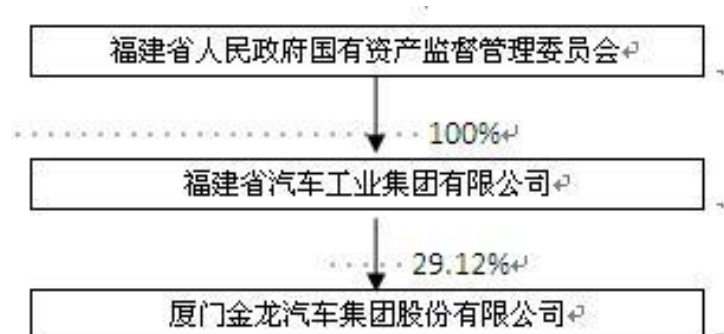 福建省人民政府国有资产监督管理委员会
100%
福建省汽车工业集团有限公司
29.12%
厦门金龙汽车集团股份有限公司